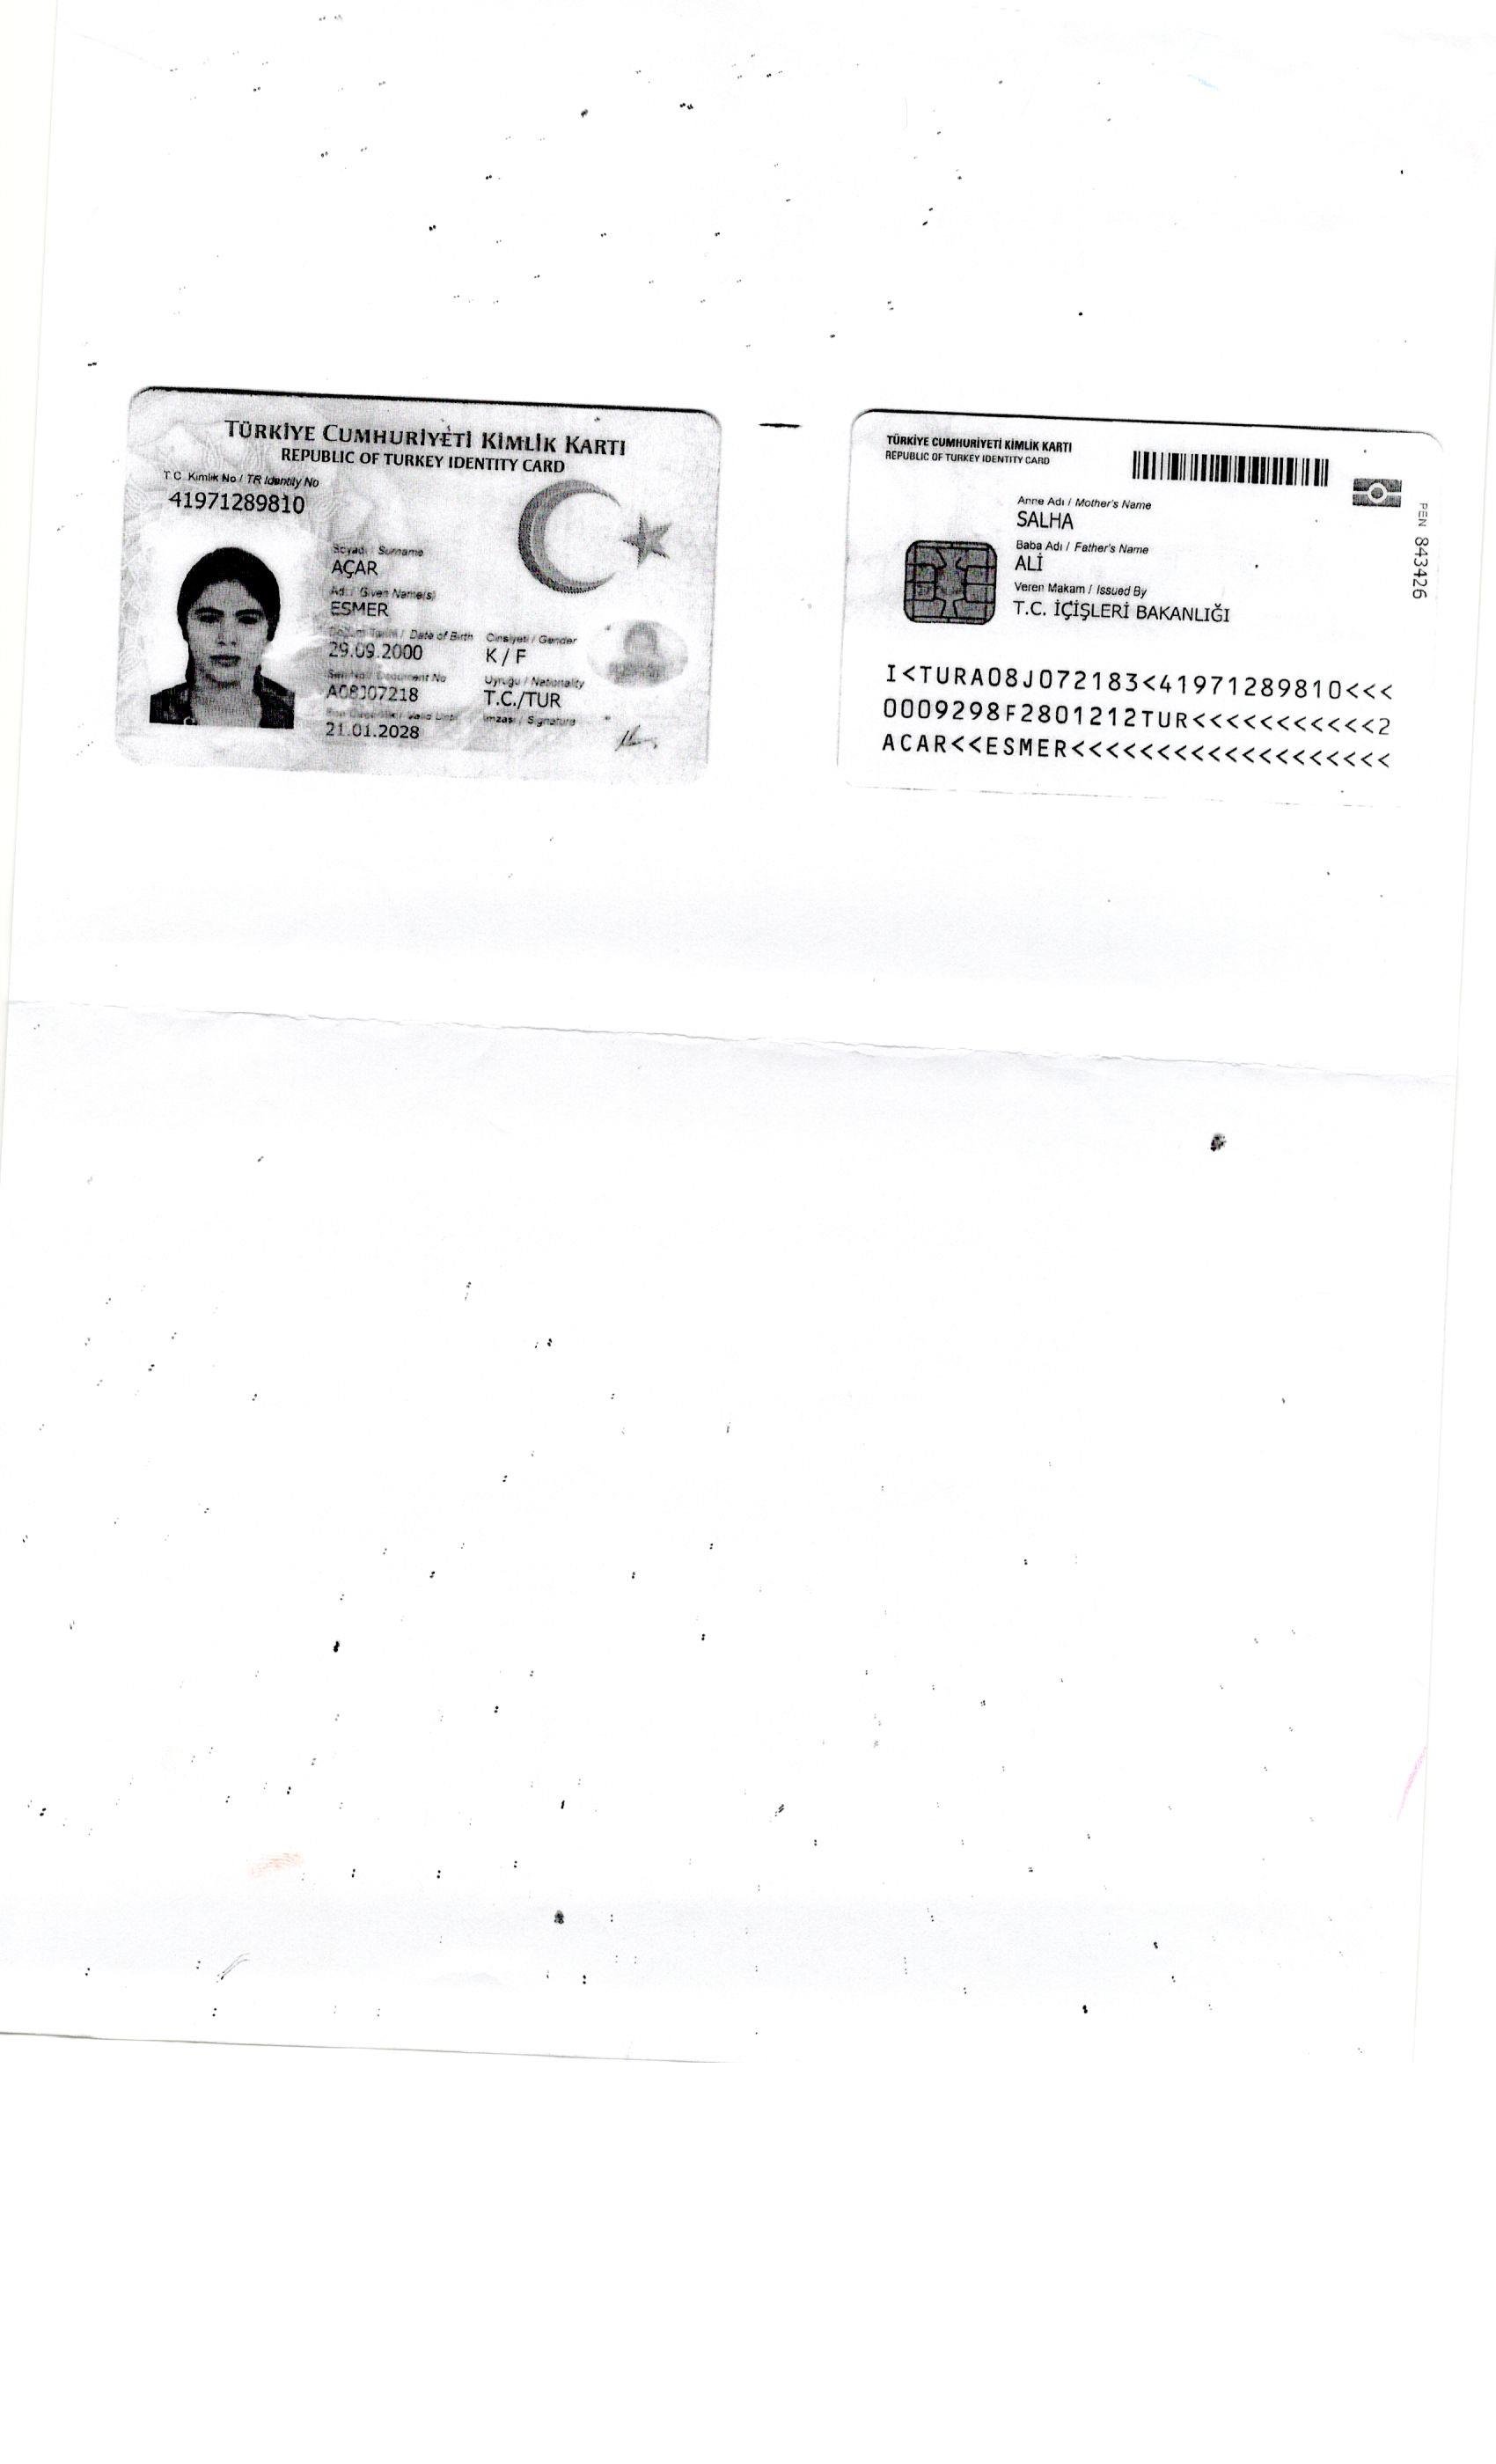 TÜRKİYE CUMHURİYETİ KİMLİK KARTI
REPUBLIC OF TURKEY IDENTITY CARD
T.C. Kimlik No / TR Identity No
41971289810
Soyadı / Surname
AÇAR
Adı / Given Name(s)
ESMER
Doğum Tarihi / Date of Birth Cinsiyeti / Gender
29.09.2000 K / F
Seri No / Document No Uyruğu / Nationality
A08J07218 T.C./TUR
Son Geçerlilik / Valid Until İmzası / Signature
21.01.2028
TÜRKİYE CUMHURİYETİ KİMLİK KARTI
REPUBLIC OF TURKEY IDENTITY CARD
Anne Adı / Mother's Name
SALHA
Baba Adı / Father's Name
ALİ
Veren Makam / Issued By
T.C. İÇİŞLERİ BAKANLIĞI
PEN 843426
I<TURA08J072183<41971289810<<<
0009298F2801212TUR<<<<<<<<<<<2
ACAR<<ESMER<<<<<<<<<<<<<<<<<<<